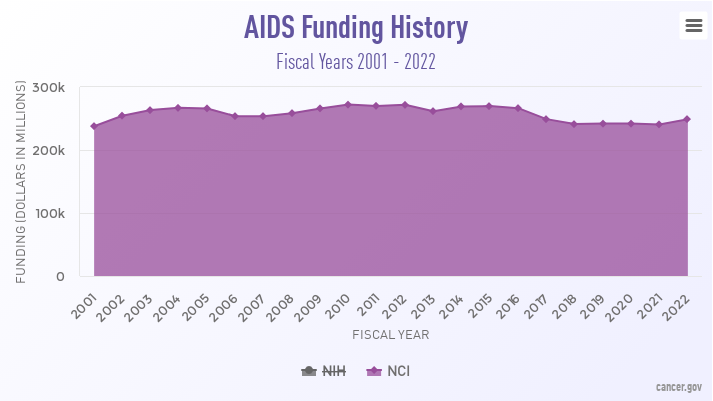 AIDS Funding History
Fiscal Years 2001 - 2022
FUNDING (DOLLARS IN MILLIONS)
300k
200k
100k
0
2001 2002 2003 2004 2005 2006 2007 2008 2009 2010 2011 2012 2013 2014 2015 2016 2017 2018 2019 2020 2021 2022
FISCAL YEAR
NIH NCI
cancer.gov